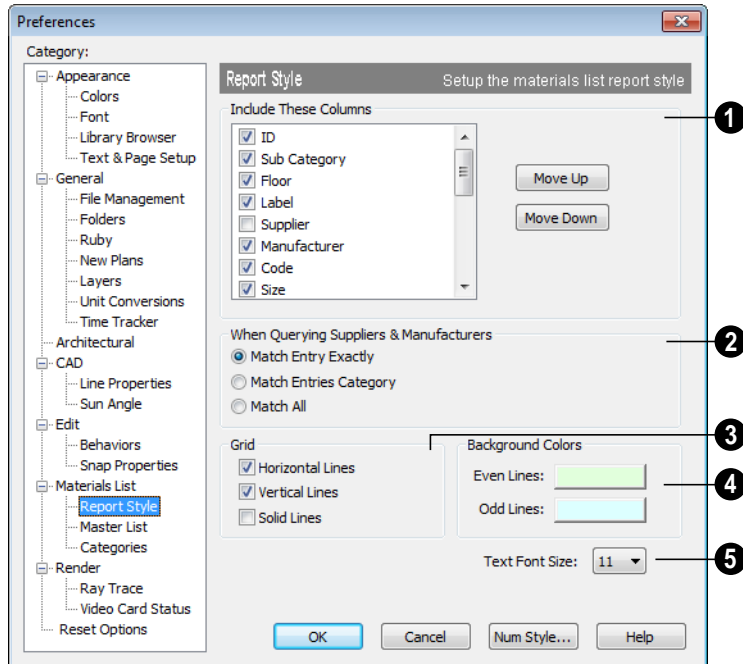 Preferences
Category:
Appearance
Colors
Font
Library Browser
Text & Page Setup
General
File Management
Folders
Ruby
New Plans
Layers
Unit Conversions
Time Tracker
Architectural
CAD
Line Properties
Sun Angle
Edit
Behaviors
Snap Properties
Materials List
Report Style
Master List
Categories
Render
Ray Trace
Video Card Status
Reset Options
Report Style Setup the materials list report style
Include These Columns
1
ID
Sub Category
Floor
Label
Supplier
Manufacturer
Code
Size
Move Up
Move Down
When Querying Suppliers & Manufacturers
2
Match Entry Exactly
Match Entries Category
Match All
Grid
3
Horizontal Lines
Vertical Lines
Solid Lines
Background Colors
Even Lines:
4
Odd Lines:
Text Font Size: 11
5
OK Cancel Num Style... Help